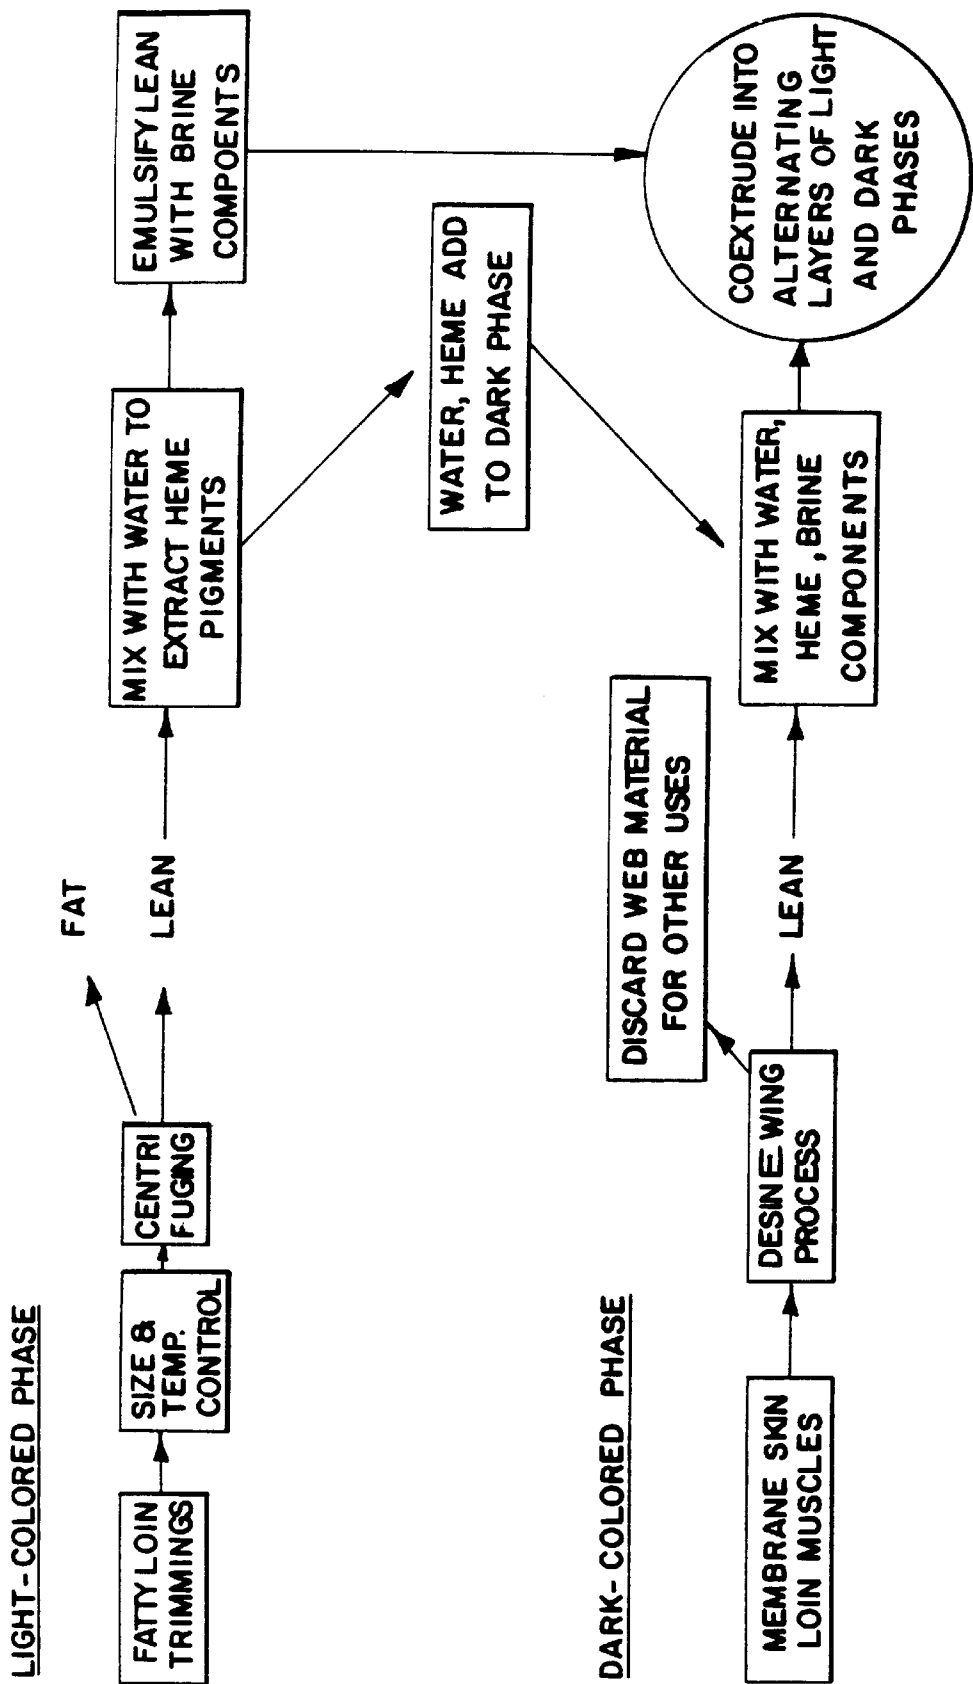 LIGHT-COLORED PHASE
FATTY LOIN
TRIMMINGS
SIZE &
TEMP.
CONTROL
CENTRI
FUGING
FAT
LEAN
MIX WITH WATER TO
EXTRACT HEME
PIGMENTS
EMULSIFY LEAN
WITH BRINE
COMPOENTS
WATER, HEME ADD
TO DARK PHASE
DARK-COLORED PHASE
MEMBRANE SKIN
LOIN MUSCLES
DESINEWING
PROCESS
DISCARD WEB MATERIAL
FOR OTHER USES
LEAN
MIX WITH WATER,
HEME, BRINE
COMPONENTS
COEXTRUDE INTO
ALTERNATING
LAYERS OF LIGHT
AND DARK
PHASES